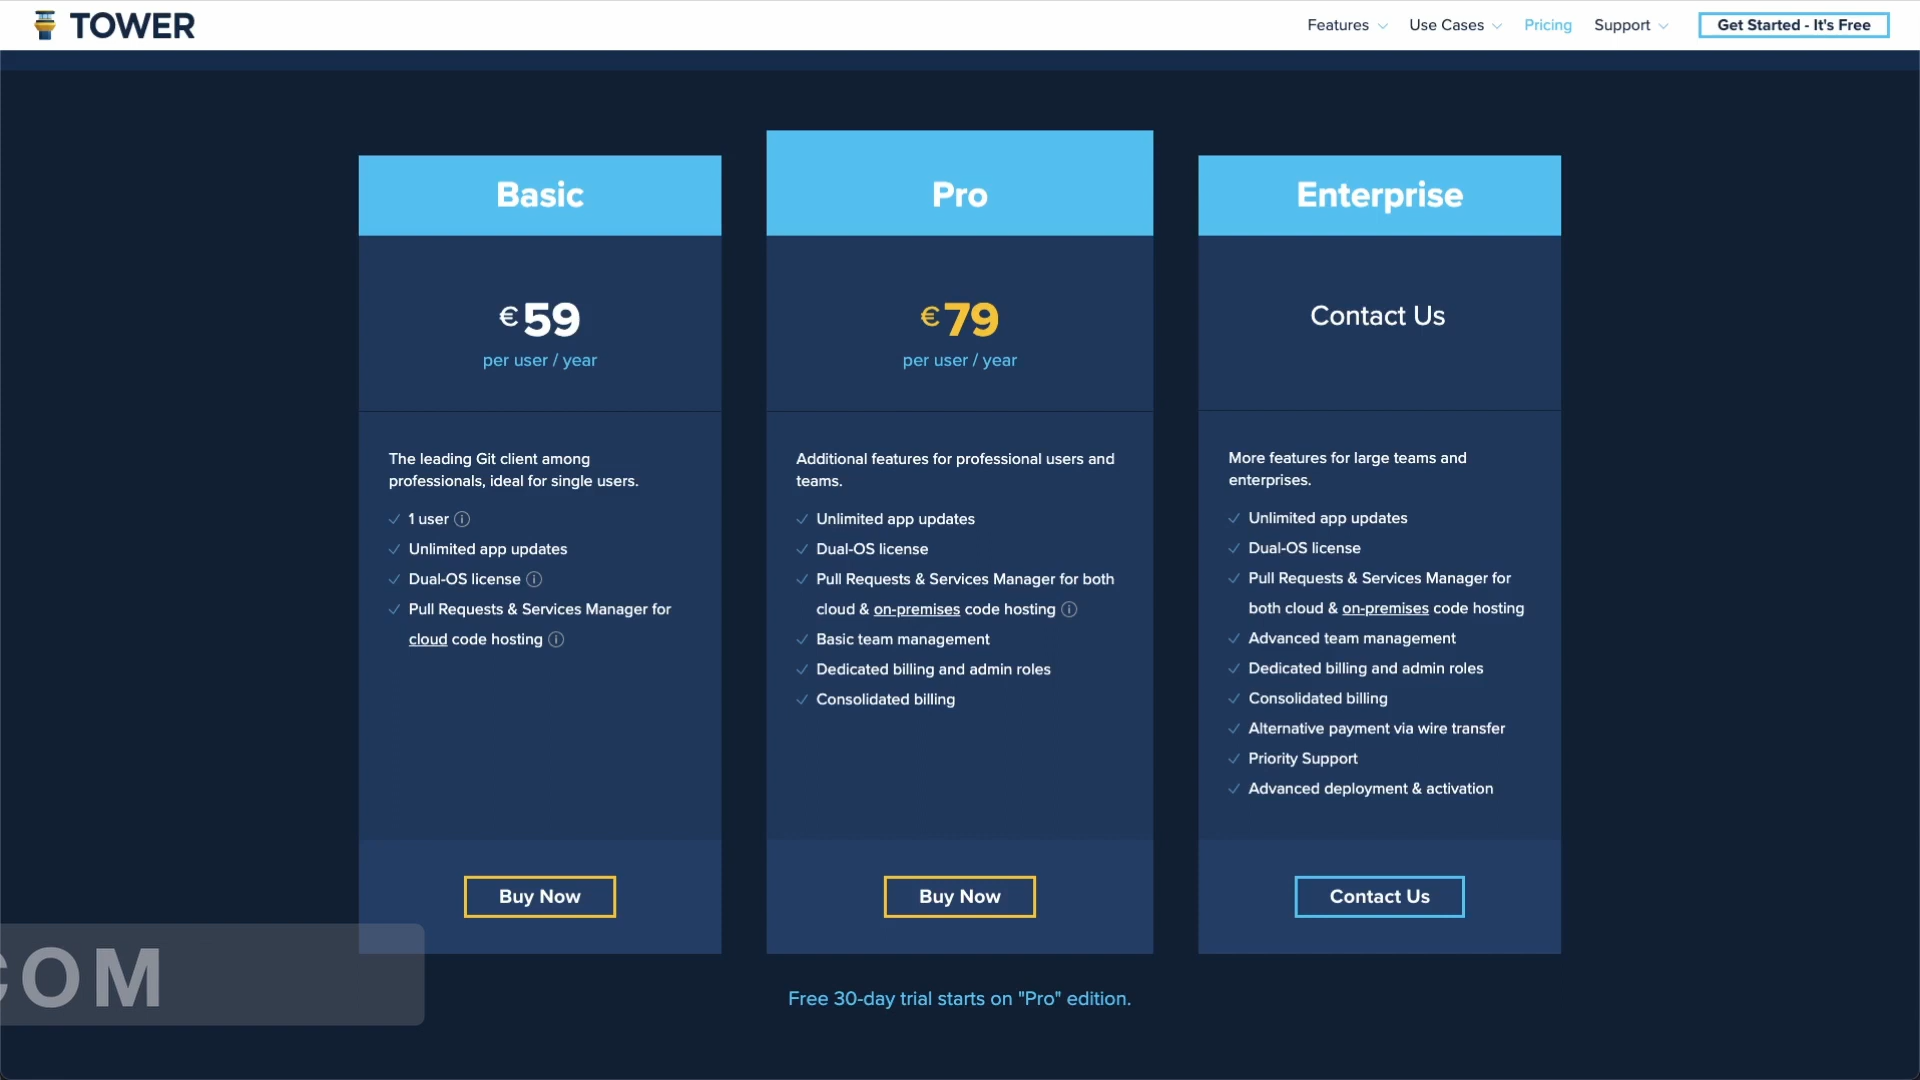 TOWER
Features
Use Cases
Pricing
Support
Get Started - It's Free
Basic
€59
per user / year
The leading Git client among
professionals, ideal for single users.
1 user
Unlimited app updates
Dual-OS license
Pull Requests & Services Manager for
cloud code hosting
Buy Now
Pro
€79
per user / year
Additional features for professional users and
teams.
Unlimited app updates
Dual-OS license
Pull Requests & Services Manager for both
cloud & on-premises code hosting
Basic team management
Dedicated billing and admin roles
Consolidated billing
Buy Now
Enterprise
Contact Us
More features for large teams and
enterprises.
Unlimited app updates
Dual-OS license
Pull Requests & Services Manager for
both cloud & on-premises code hosting
Advanced team management
Dedicated billing and admin roles
Consolidated billing
Alternative payment via wire transfer
Priority Support
Advanced deployment & activation
Contact Us
COM
Free 30-day trial starts on "Pro" edition.